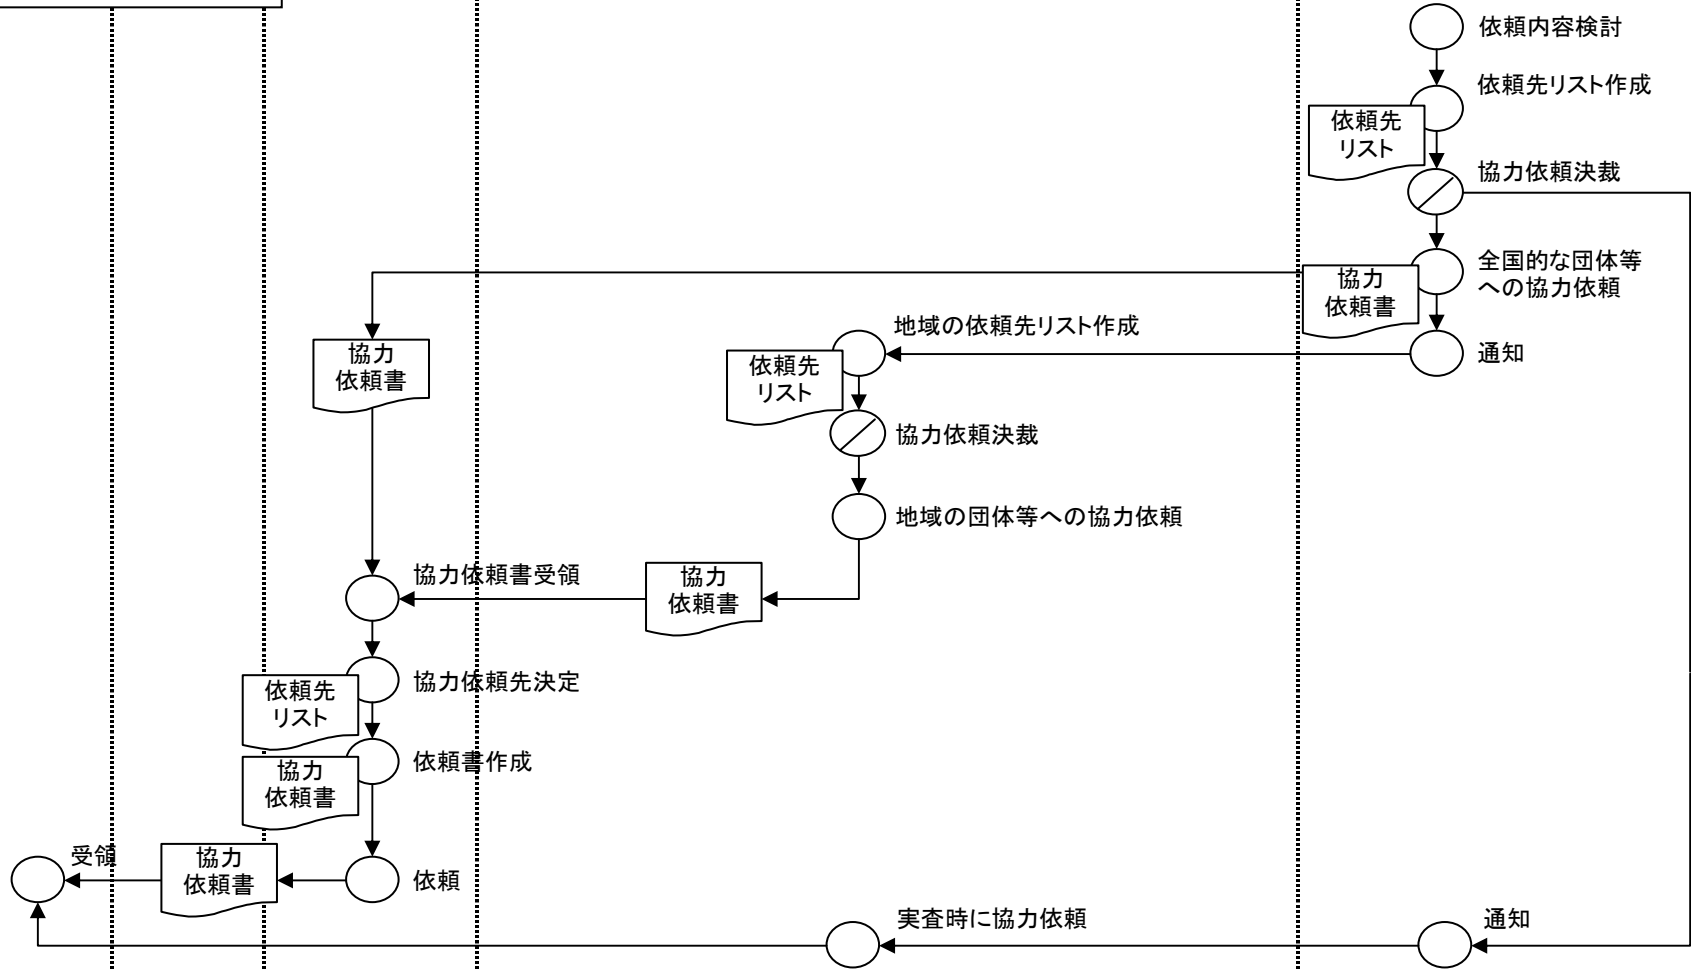 依頼内容検討
依頼先リスト作成
依頼先
リスト
協力依頼決裁
全国的な団体等
への協力依頼
協力
依頼書
地域の依頼先リスト作成
通知
協力
依頼書
依頼先
リスト
協力依頼決裁
地域の団体等への協力依頼
協力依頼書受領
協力
依頼書
協力依頼先決定
依頼先
リスト
依頼書作成
協力
依頼書
受領
協力
依頼書
依頼
実査時に協力依頼
通知